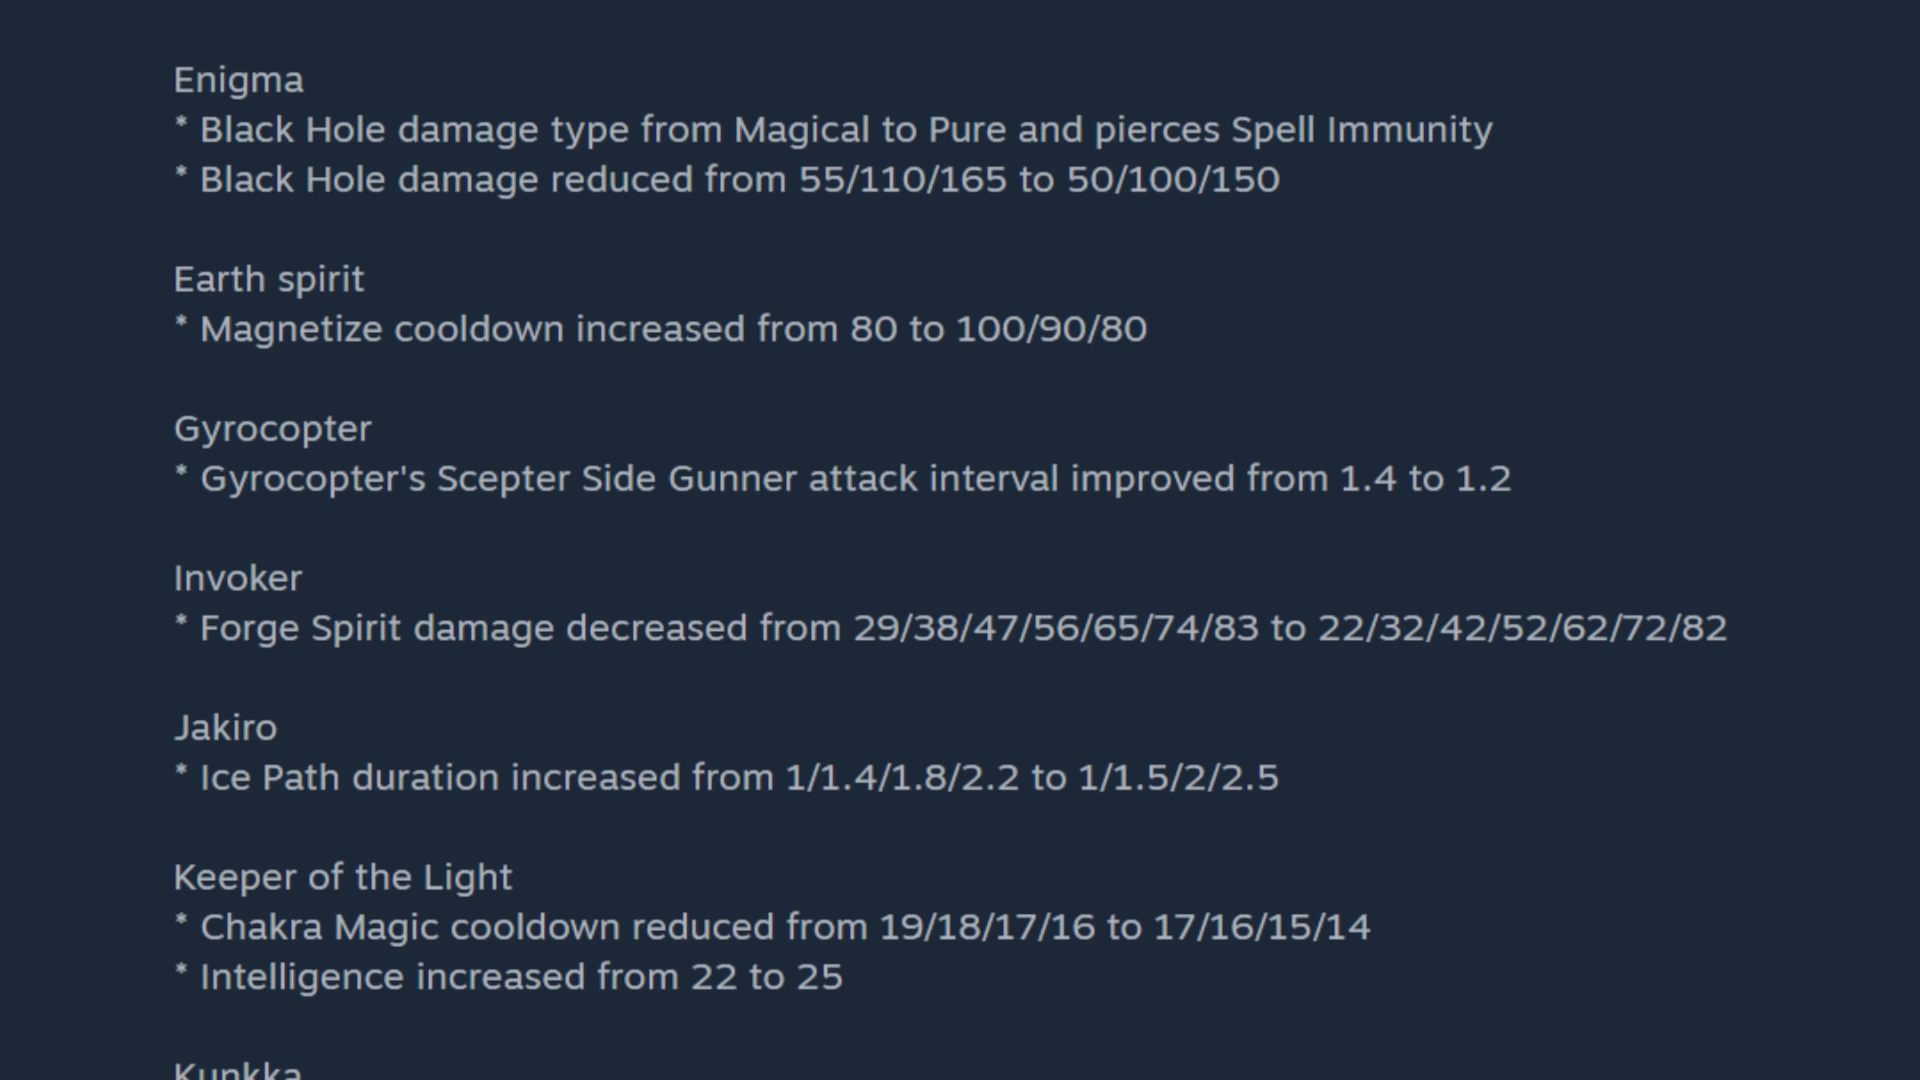 Enigma
* Black Hole damage type from Magical to Pure and pierces Spell Immunity
* Black Hole damage reduced from 55/110/165 to 50/100/150
Earth spirit
* Magnetize cooldown increased from 80 to 100/90/80
Gyrocopter
* Gyrocopter's Scepter Side Gunner attack interval improved from 1.4 to 1.2
Invoker
* Forge Spirit damage decreased from 29/38/47/56/65/74/83 to 22/32/42/52/62/72/82
Jakiro
* Ice Path duration increased from 1/1.4/1.8/2.2 to 1/1.5/2/2.5
Keeper of the Light
* Chakra Magic cooldown reduced from 19/18/17/16 to 17/16/15/14
* Intelligence increased from 22 to 25
Kunkka